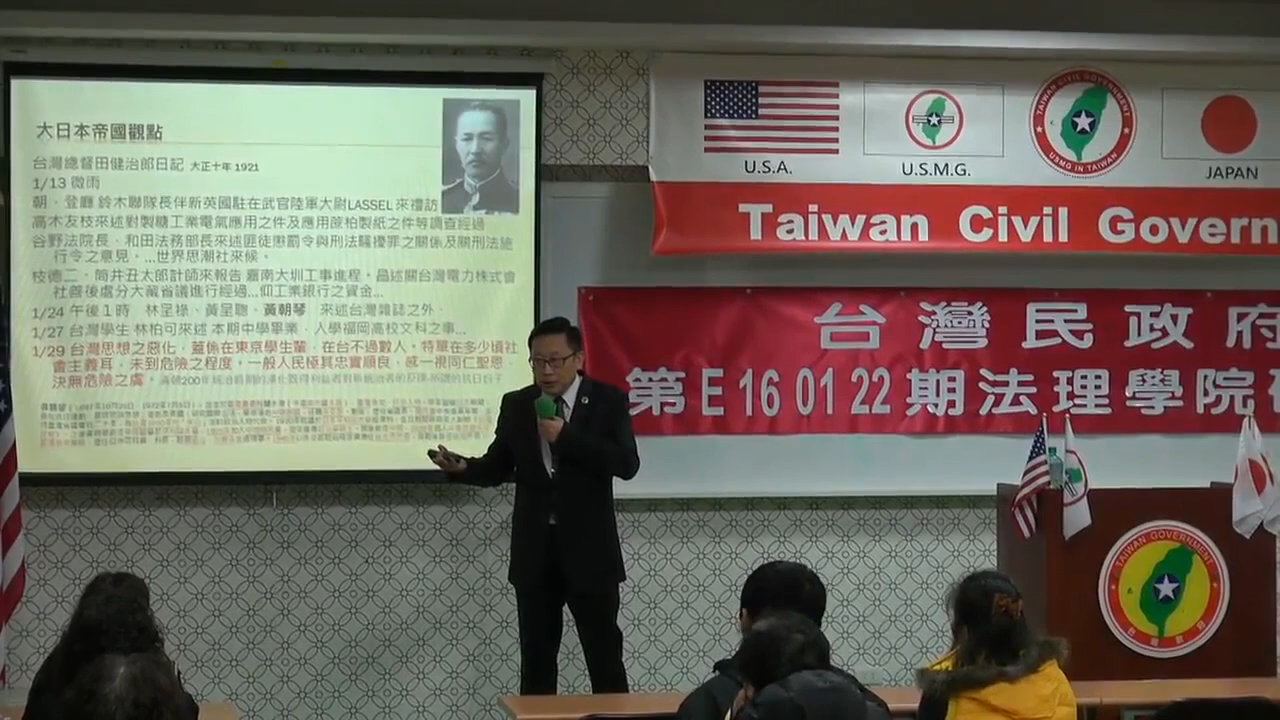 大日本帝國觀點
台灣總督田健治郎日記 大正十年 1921
1/13 微雨
朝、登廳 鈴木聯隊長伴新英國駐在武官陸軍大尉LASSEL 來禮訪
高木友枝來述對製糖工業電氣應用之件及應用蔗粕製紙之件等調查經過
谷野法院長、和田法務部長來述匪徒懲罰令與刑法騷擾罪之關係及關刑法施
行令之意見。...世界思潮社來候。
枝德二、筒井丑太郎計師來報告 嘉南大圳工事進程。昌述關台灣電力株式會
社善後處分大藏省議進行經過...仰工業銀行之資金...
1/24 午後1時 林呈祿、黃呈聰、黃朝琴 來述台灣雜誌之外、
1/27 台灣學生 林柏可來述 本期中學畢業、入學福岡高校文科之事...
1/29 台灣思想之惡化、蓋係在東京學生輩、在台不過數人。特單在多少傾社
會主義耳、未到危險之程度。一般人民極其忠實順良、感一視同仁聖恩
決無危險之虞。
U.S.A.
U.S.M.G.
TAIWAN CIVIL GOVERNMENT
USMG IN TAIWAN
JAPAN
Taiwan Civil Govern
台灣民政府
第E 16 01 22 期法理學院
TAIWAN GOVERNMENT
台灣政府